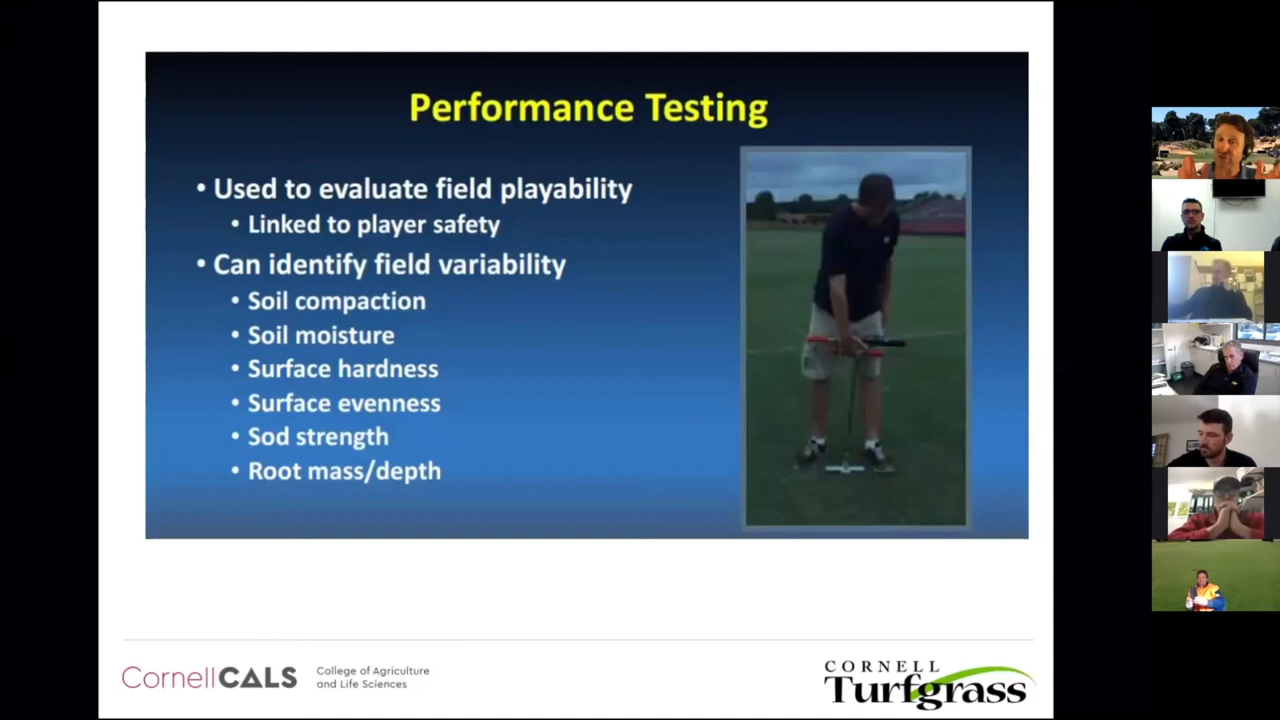 Performance Testing
• Used to evaluate field playability
• Linked to player safety
• Can identify field variability
• Soil compaction
• Soil moisture
• Surface hardness
• Surface evenness
• Sod strength
• Root mass/depth
CornellCALS
College of Agriculture
and Life Sciences
CORNELL
Turfgrass